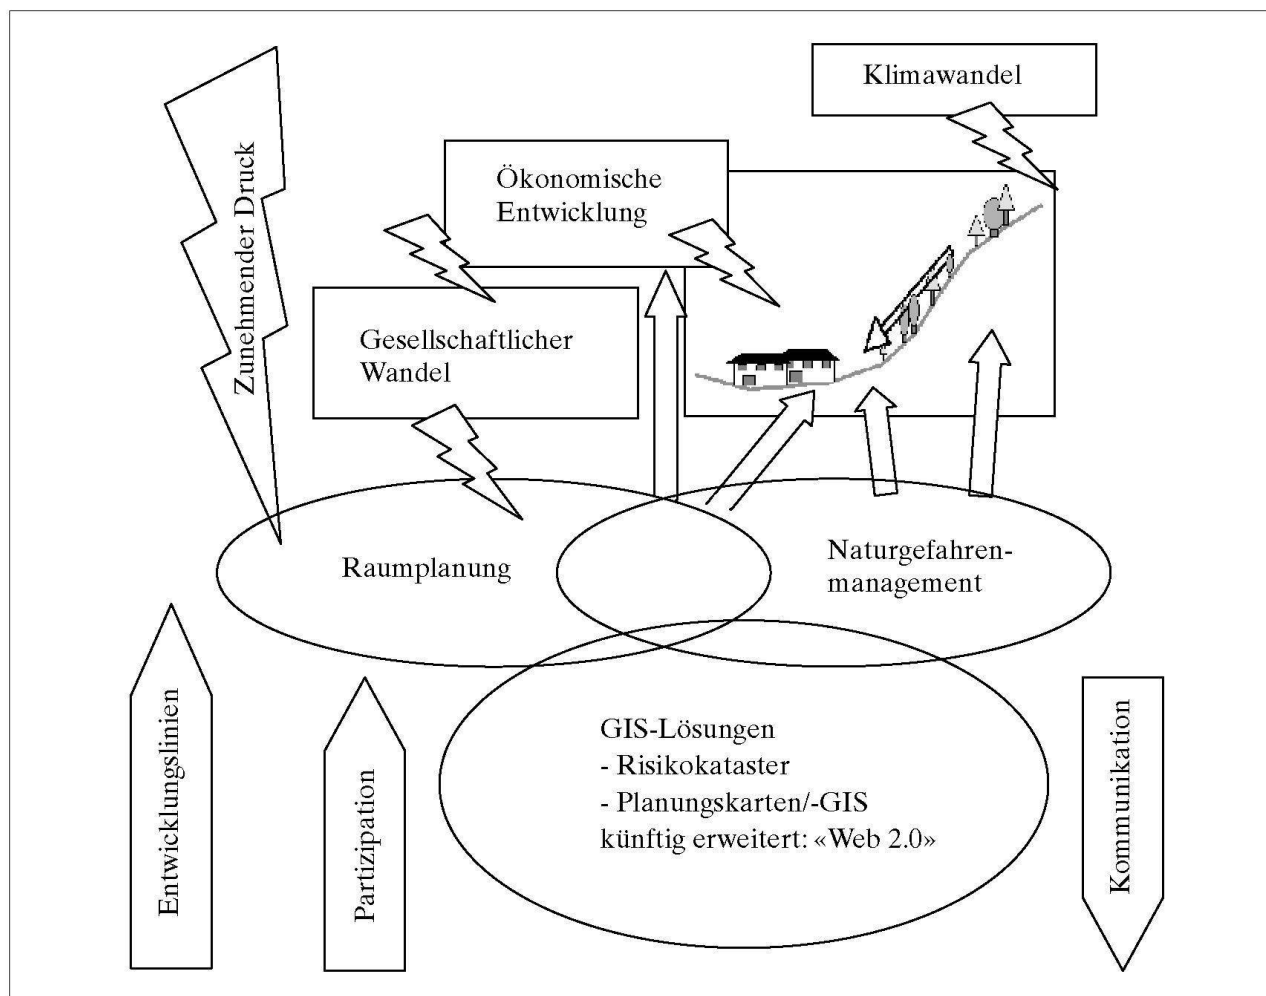 Klimawandel
Zunehmender Druck
Ökonomische
Entwicklung
Gesellschaftlicher
Wandel
Raumplanung
Naturgefahren-
management
GIS-Lösungen
- Risikokataster
- Planungskarten/-GIS
künftig erweitert: «Web 2.0»
Entwicklungslinien
Partizipation
Kommunikation